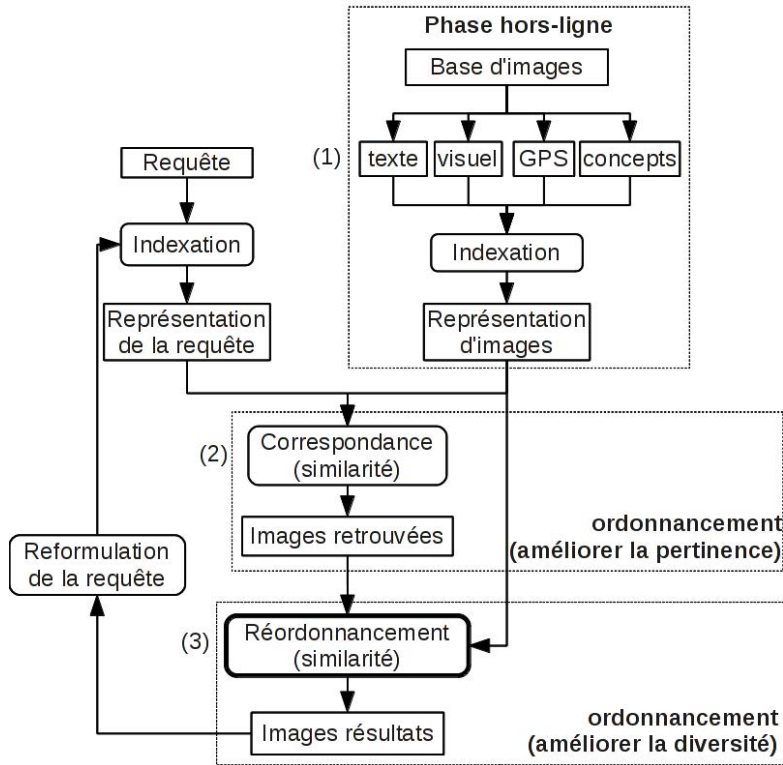 Phase hors-ligne
Base d'images
(1)
texte
visuel
GPS
concepts
Requête
Indexation
Indexation
Représentation
de la requête
Représentation
d'images
(2)
Correspondance
(similarité)
Images retrouvées
ordonnancement
(améliorer la pertinence)
Reformulation
de la requête
(3)
Réordonnancement
(similarité)
Images résultats
ordonnancement
(améliorer la diversité)